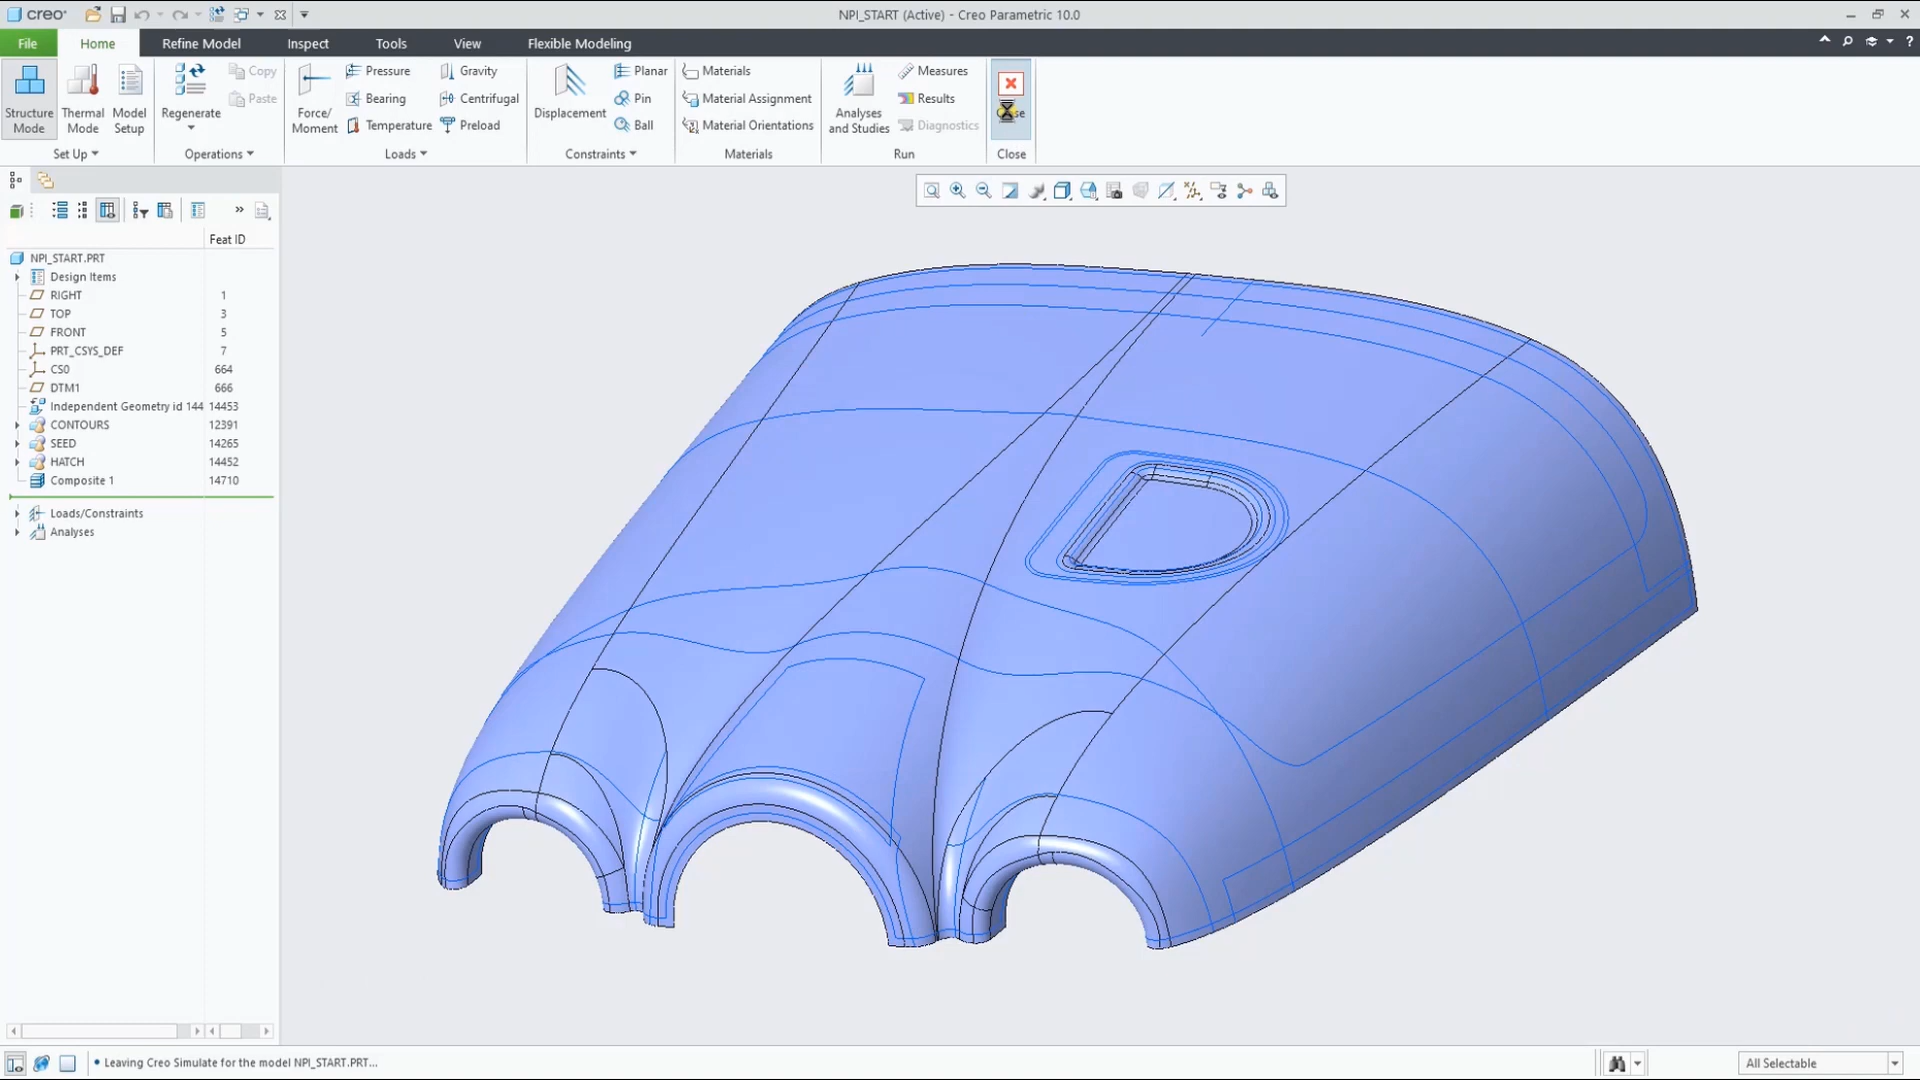 creo
NPI_START (Active) - Creo Parametric 10.0
File Home Refine Model Inspect Tools View Flexible Modeling
Structure Mode
Thermal Mode
Model Setup
Set Up
Regenerate
Copy
Paste
Operations
Force/ Moment
Pressure
Bearing
Temperature
Gravity
Centrifugal
Preload
Loads
Displacement
Planar
Pin
Ball
Constraints
Materials
Material Assignment
Material Orientations
Materials
Analyses and Studies
Measures
Results
Diagnostics
Run
Close
Feat ID
NPI_START.PRT
Design Items
RIGHT 1
TOP 3
FRONT 5
PRT_CSYS_DEF 7
CS0 664
DTM1 666
Independent Geometry id 144 14453
CONTOURS 12391
SEED 14265
HATCH 14452
Composite 1 14710
Loads/Constraints
Analyses
• Leaving Creo Simulate for the model NPI_START.PRT...
All Selectable